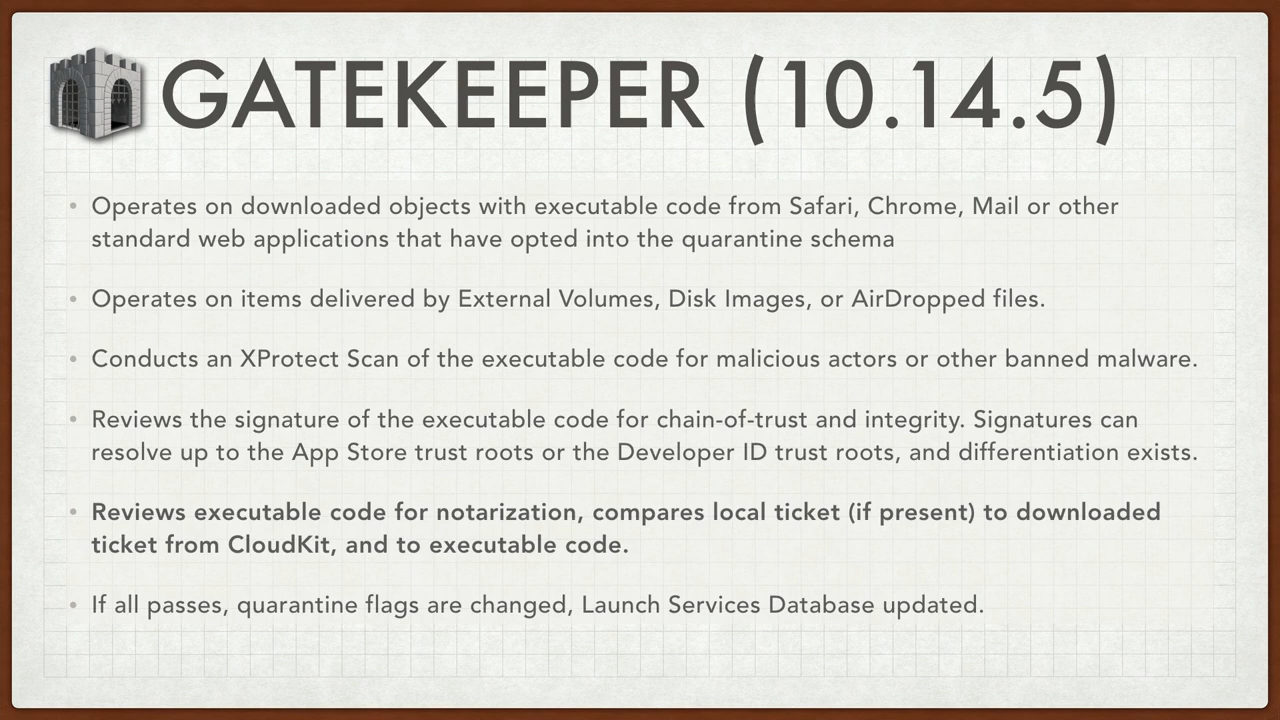 GATEKEEPER (10.14.5)
• Operates on downloaded objects with executable code from Safari, Chrome, Mail or other
standard web applications that have opted into the quarantine schema
• Operates on items delivered by External Volumes, Disk Images, or AirDropped files.
• Conducts an XProtect Scan of the executable code for malicious actors or other banned malware.
• Reviews the signature of the executable code for chain-of-trust and integrity. Signatures can
resolve up to the App Store trust roots or the Developer ID trust roots, and differentiation exists.
• Reviews executable code for notarization, compares local ticket (if present) to downloaded
ticket from CloudKit, and to executable code.
• If all passes, quarantine flags are changed, Launch Services Database updated.